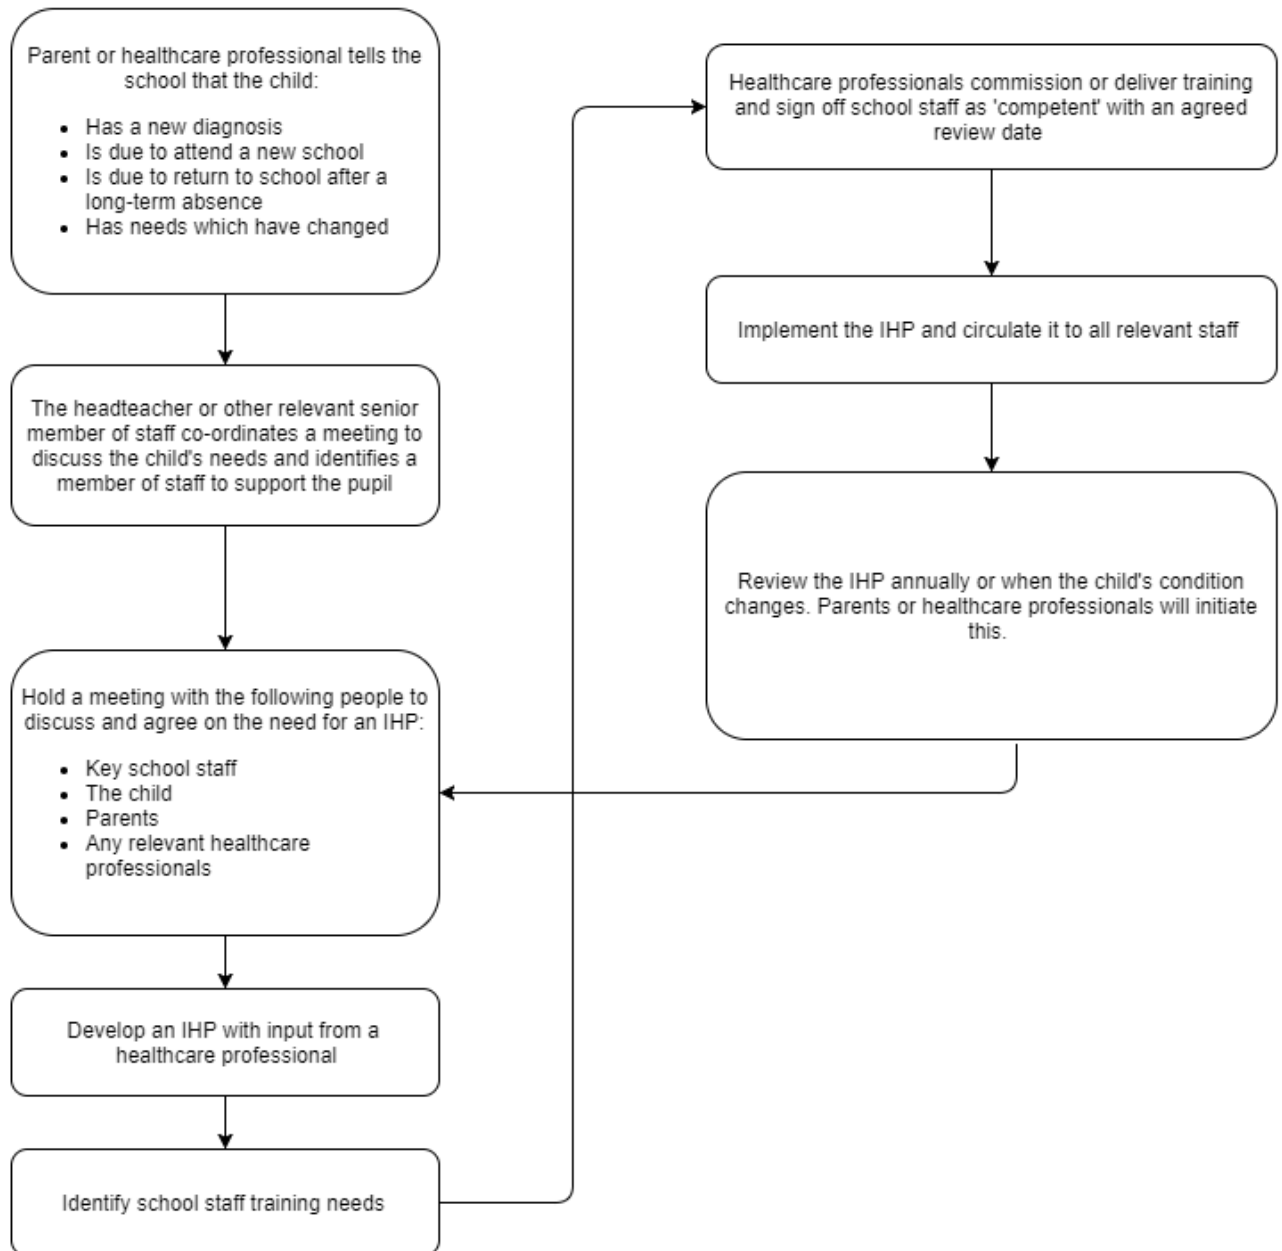 Parent or healthcare professional tells the
school that the child:
• Has a new diagnosis
• Is due to attend a new school
• Is due to return to school after a
long-term absence
• Has needs which have changed
The headteacher or other relevant senior
member of staff co-ordinates a meeting to
discuss the child's needs and identifies a
member of staff to support the pupil
Hold a meeting with the following people to
discuss and agree on the need for an IHP:
• Key school staff
• The child
• Parents
• Any relevant healthcare
professionals
Develop an IHP with input from a
healthcare professional
Identify school staff training needs
Healthcare professionals commission or deliver training
and sign off school staff as 'competent' with an agreed
review date
Implement the IHP and circulate it to all relevant staff
Review the IHP annually or when the child's condition
changes. Parents or healthcare professionals will initiate
this.